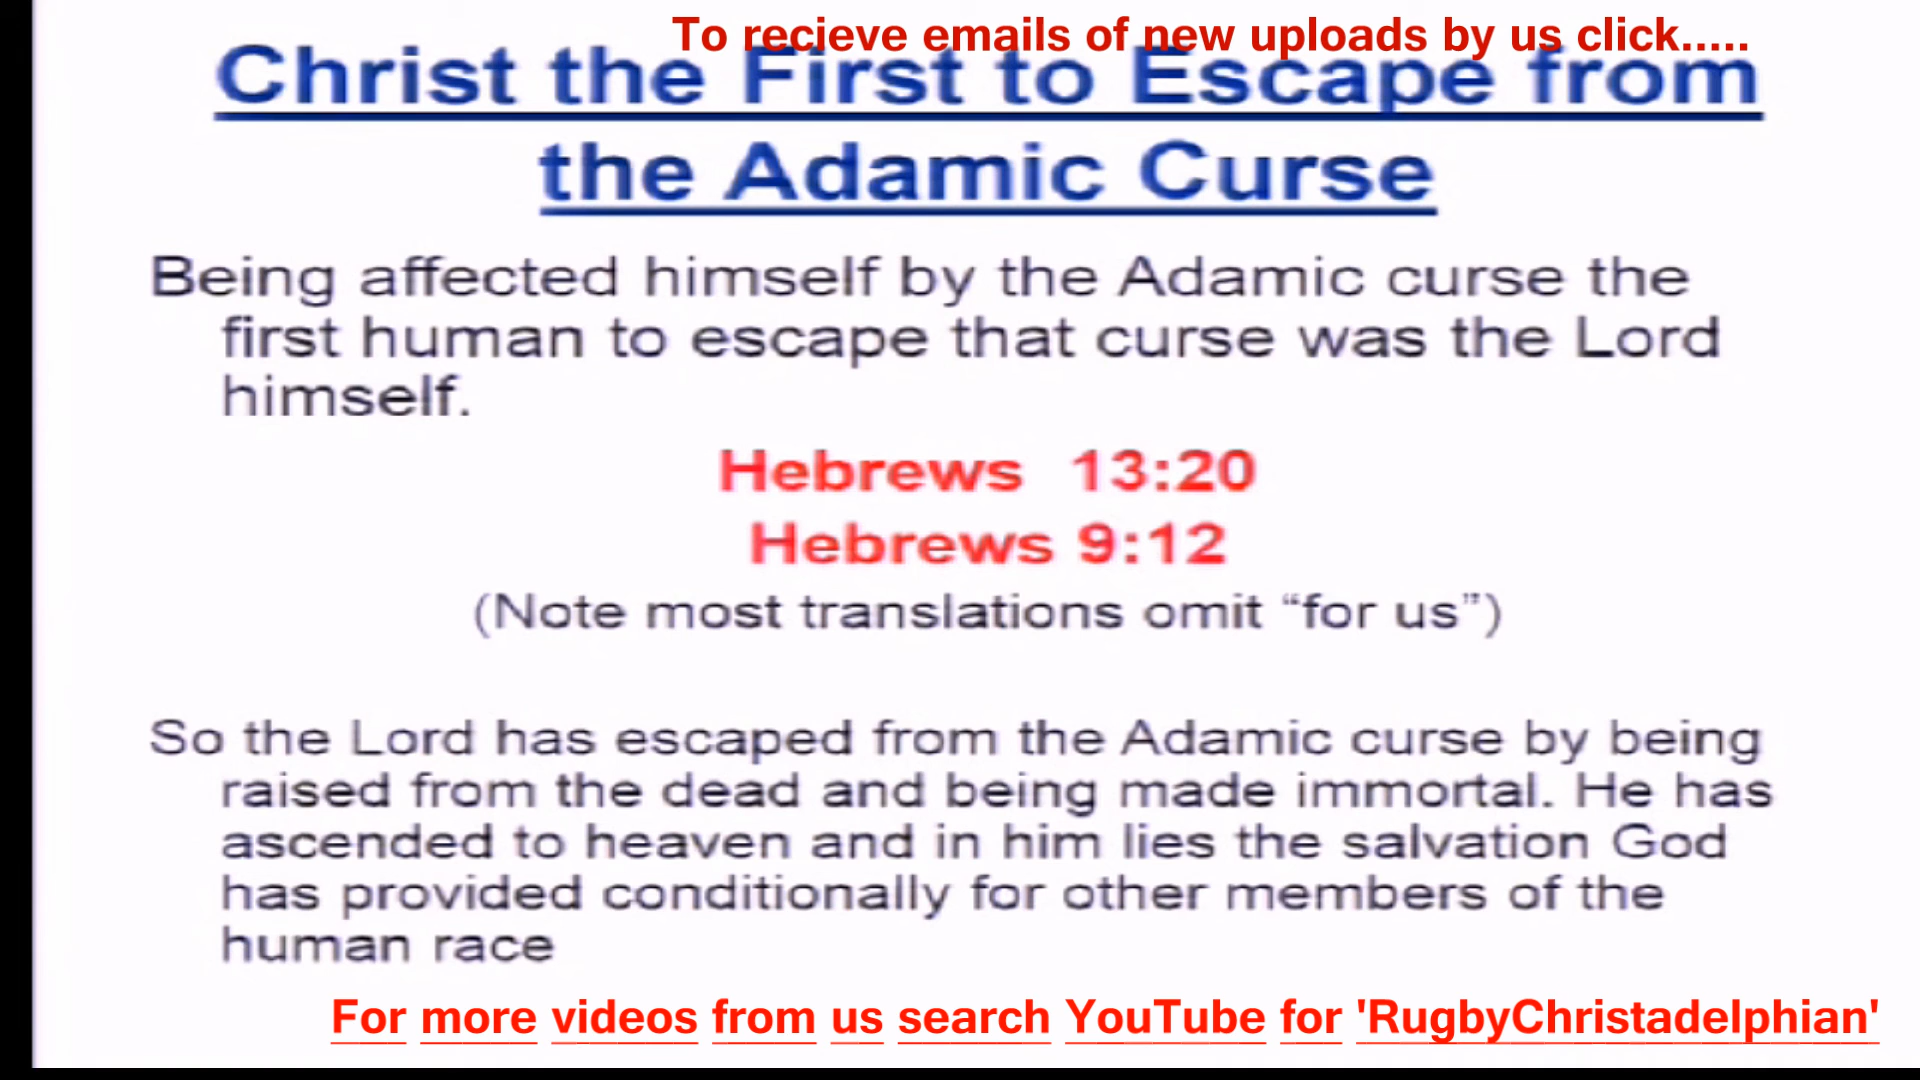 To recieve emails of new uploads by us click.....
Christ the First to Escape from
the Adamic Curse
Being affected himself by the Adamic curse the
first human to escape that curse was the Lord
himself.
Hebrews 13:20
Hebrews 9:12
(Note most translations omit “for us”)
So the Lord has escaped from the Adamic curse by being
raised from the dead and being made immortal. He has
ascended to heaven and in him lies the salvation God
has provided conditionally for other members of the
human race
For more videos from us search YouTube for 'RugbyChristadelphian'